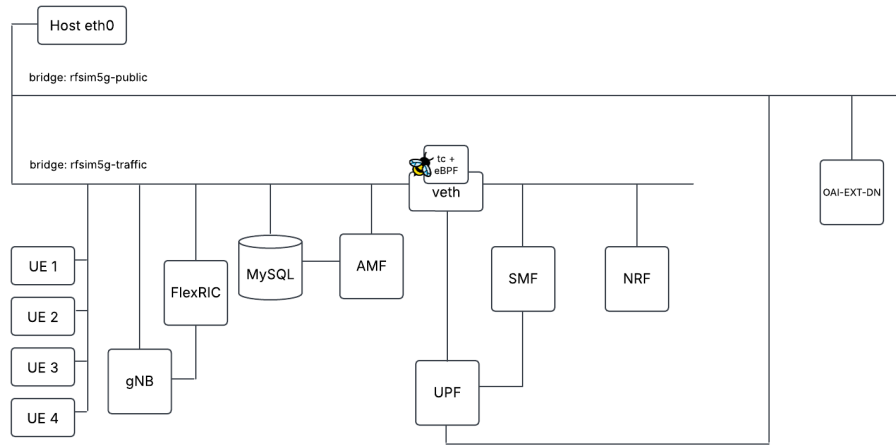 Host eth0
bridge: rfsim5g-public
bridge: rfsim5g-traffic
tc +
eBPF
veth
OAI-EXT-DN
UE 1
UE 2
UE 3
UE 4
gNB
FlexRIC
MySQL
AMF
SMF
NRF
UPF